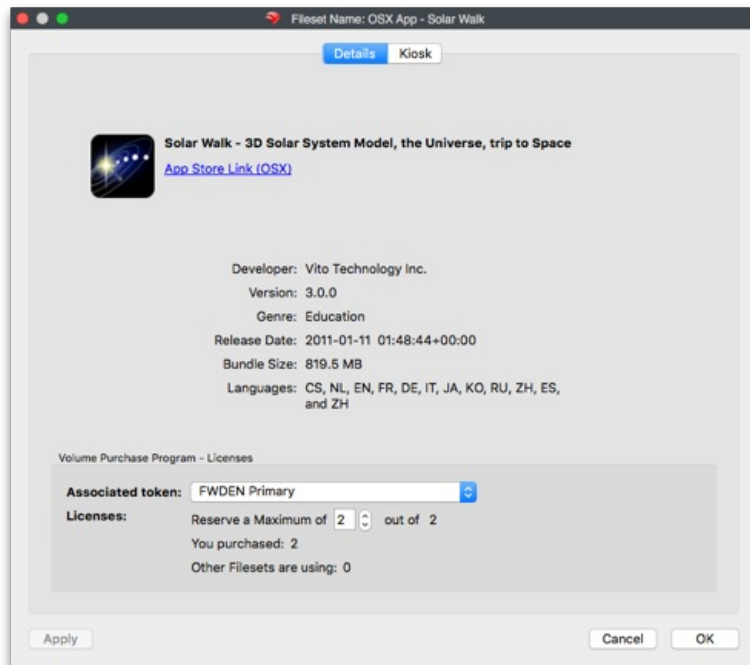 Fileset Name: OSX App - Solar Walk
Details Kiosk
Solar Walk - 3D Solar System Model, the Universe, trip to Space
App Store Link (OSX)
Developer: Vito Technology Inc.
Version: 3.0.0
Genre: Education
Release Date: 2011-01-11 01:48:44+00:00
Bundle Size: 819.5 MB
Languages: CS, NL, EN, FR, DE, IT, JA, KO, RU, ZH, ES,
and ZH
Volume Purchase Program - Licenses
Associated token: FWDEN Primary
Licenses: Reserve a Maximum of 2 out of 2
You purchased: 2
Other Filesets are using: 0
Apply Cancel OK